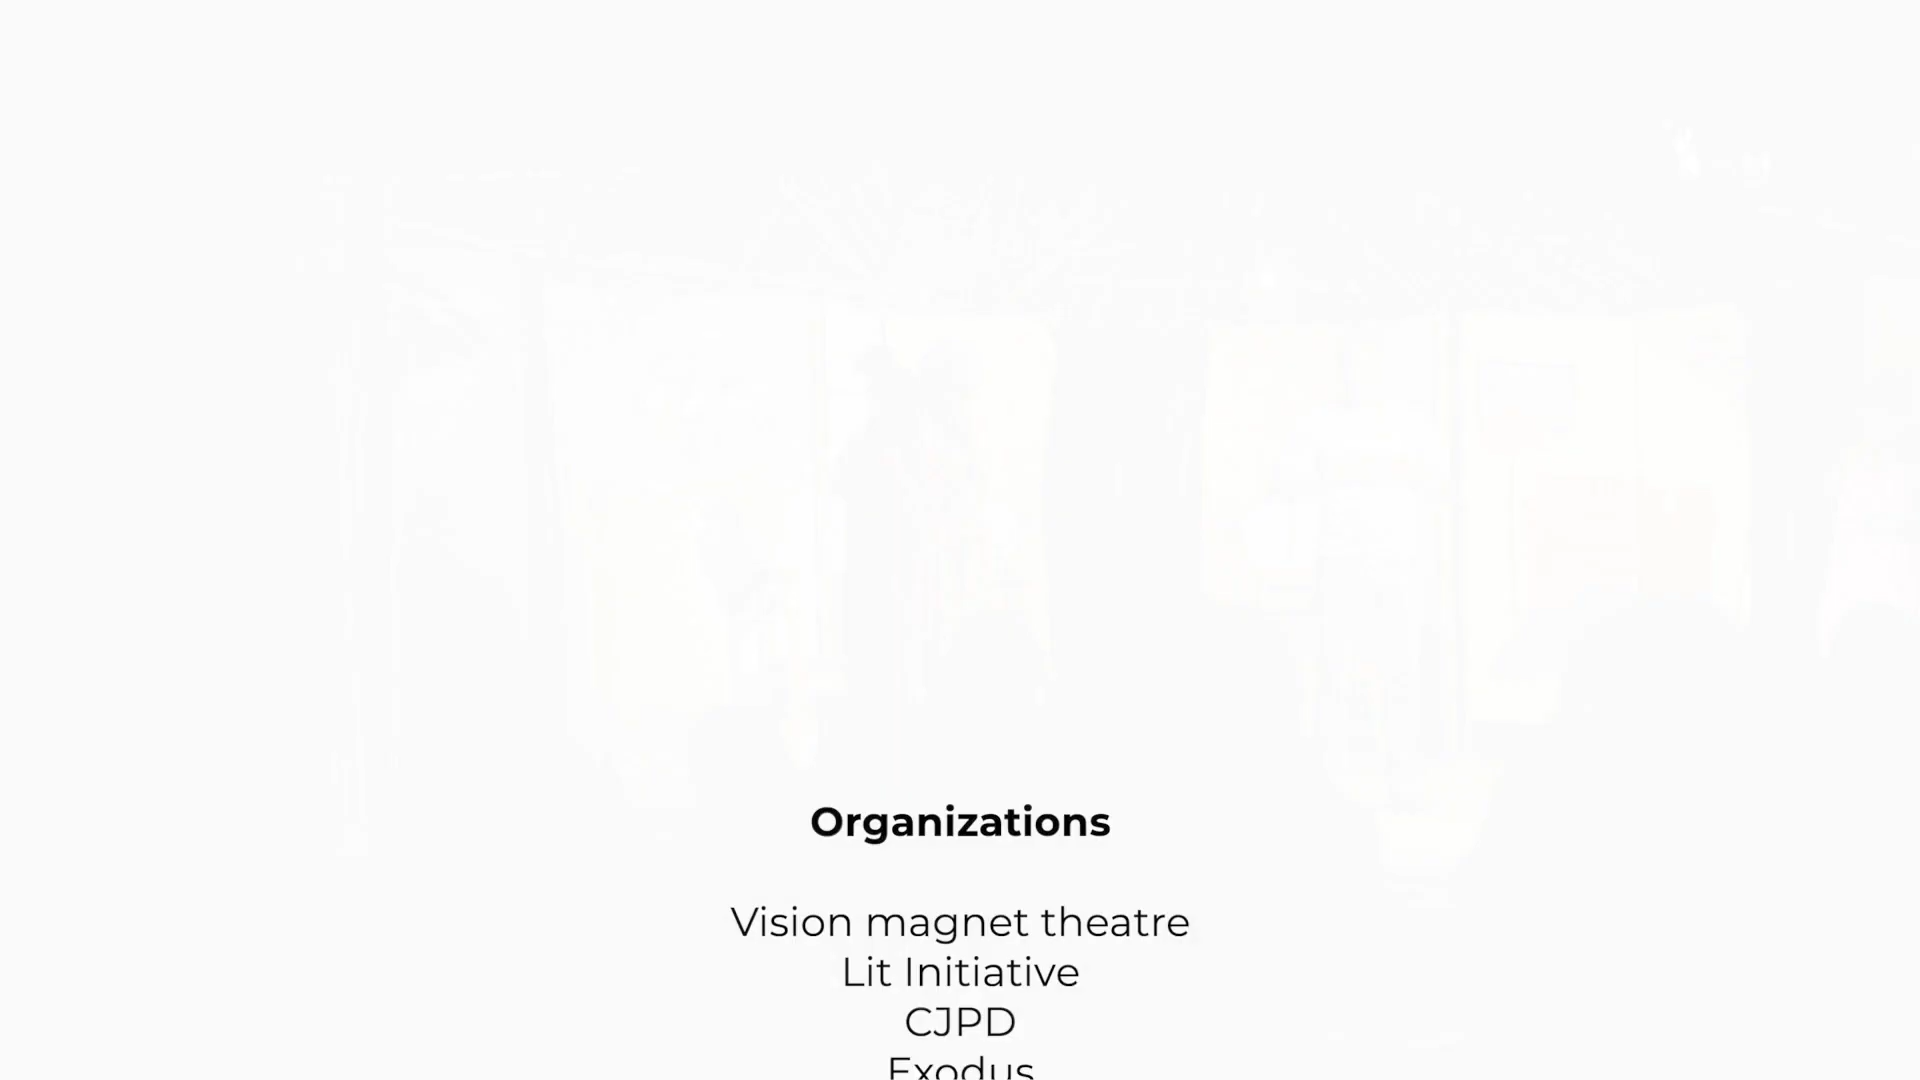 Organizations
Vision magnet theatre
Lit Initiative
CJPD
Exodus